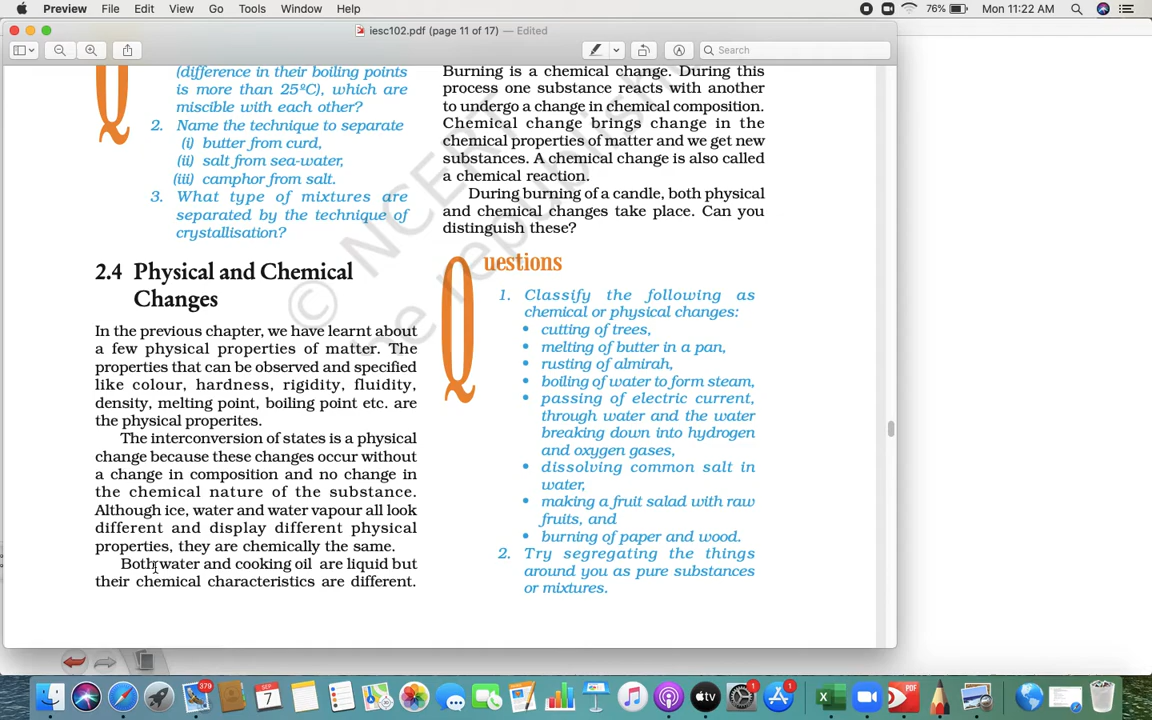 Preview File Edit View Go Tools Window Help 76% Mon 11:22 AM
iesc102.pdf (page 11 of 17) — Edited
Search
(difference in their boiling points
is more than 25ºC), which are
miscible with each other?
2. Name the technique to separate
(i) butter from curd,
(ii) salt from sea-water,
(iii) camphor from salt.
3. What type of mixtures are
separated by the technique of
crystallisation?
2.4 Physical and Chemical
Changes
In the previous chapter, we have learnt about
a few physical properties of matter. The
properties that can be observed and specified
like colour, hardness, rigidity, fluidity,
density, melting point, boiling point etc. are
the physical properites.
The interconversion of states is a physical
change because these changes occur without
a change in composition and no change in
the chemical nature of the substance.
Although ice, water and water vapour all look
different and display different physical
properties, they are chemically the same.
Both water and cooking oil are liquid but
their chemical characteristics are different.
Burning is a chemical change. During this
process one substance reacts with another
to undergo a change in chemical composition.
Chemical change brings change in the
chemical properties of matter and we get new
substances. A chemical change is also called
a chemical reaction.
During burning of a candle, both physical
and chemical changes take place. Can you
distinguish these?
Questions
1. Classify the following as
chemical or physical changes:
• cutting of trees,
• melting of butter in a pan,
• rusting of almirah,
• boiling of water to form steam,
• passing of electric current,
through water and the water
breaking down into hydrogen
and oxygen gases,
• dissolving common salt in
water,
• making a fruit salad with raw
fruits, and
• burning of paper and wood.
2. Try segregating the things
around you as pure substances
or mixtures.
© NCERT
he republish
379
SEP
7
1
1
PDF